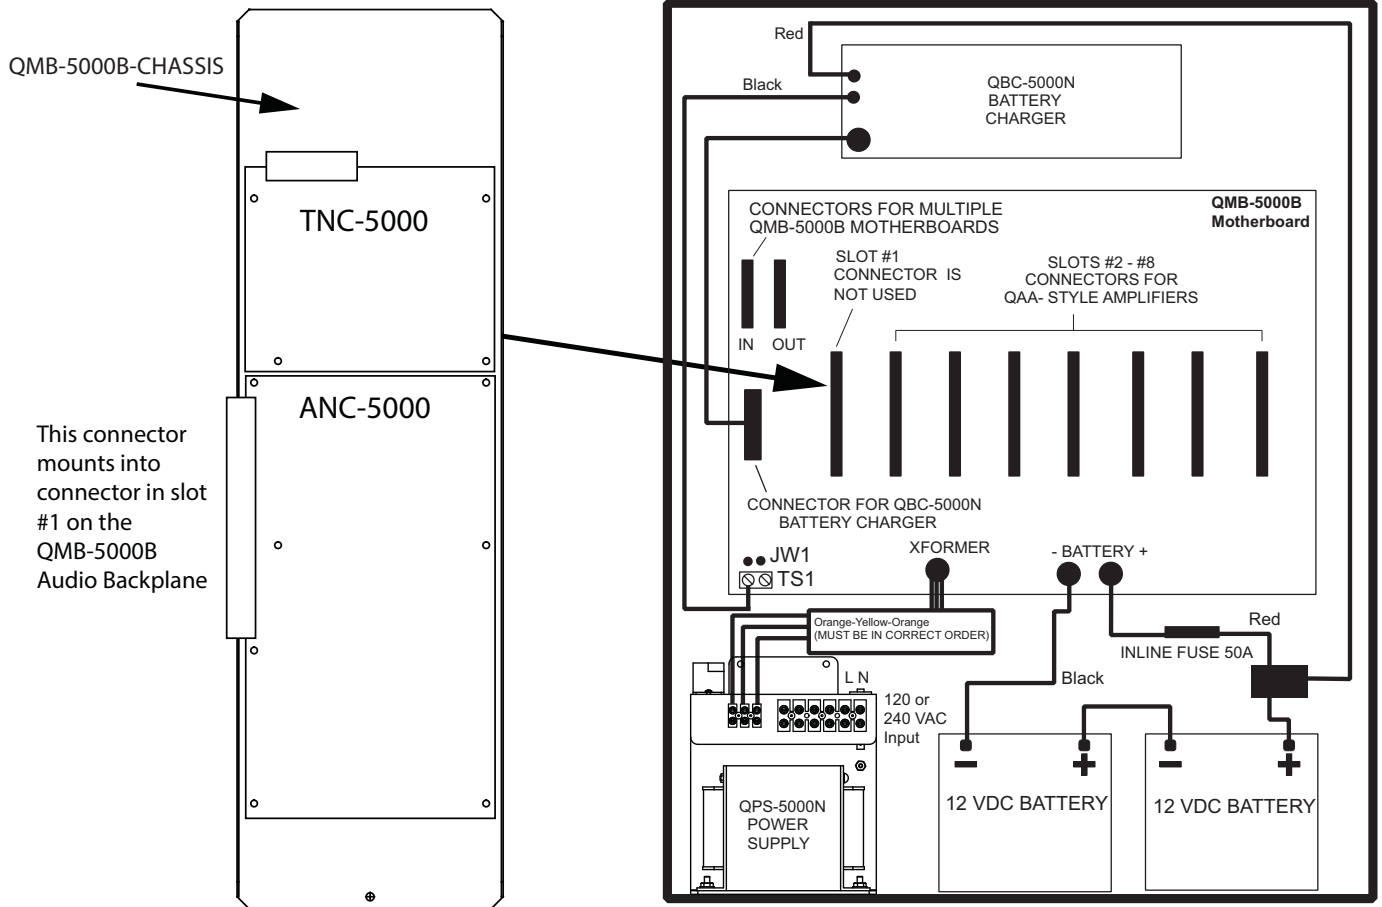 QMB-5000B-CHASSIS
TNC-5000
ANC-5000
This connector
mounts into
connector in slot
#1 on the
QMB-5000B
Audio Backplane
Red
Black
QBC-5000N
BATTERY
CHARGER
QMB-5000B
Motherboard
CONNECTORS FOR MULTIPLE
QMB-5000B MOTHERBOARDS
SLOT #1
CONNECTOR IS
NOT USED
SLOTS #2 - #8
CONNECTORS FOR
QAA- STYLE AMPLIFIERS
IN OUT
CONNECTOR FOR QBC-5000N
BATTERY CHARGER
JW1
TS1
XFORMER
- BATTERY +
Orange-Yellow-Orange
(MUST BE IN CORRECT ORDER)
Red
INLINE FUSE 50A
Black
L N
120 or
240 VAC
Input
QPS-5000N
POWER
SUPPLY
− +
12 VDC BATTERY
− +
12 VDC BATTERY